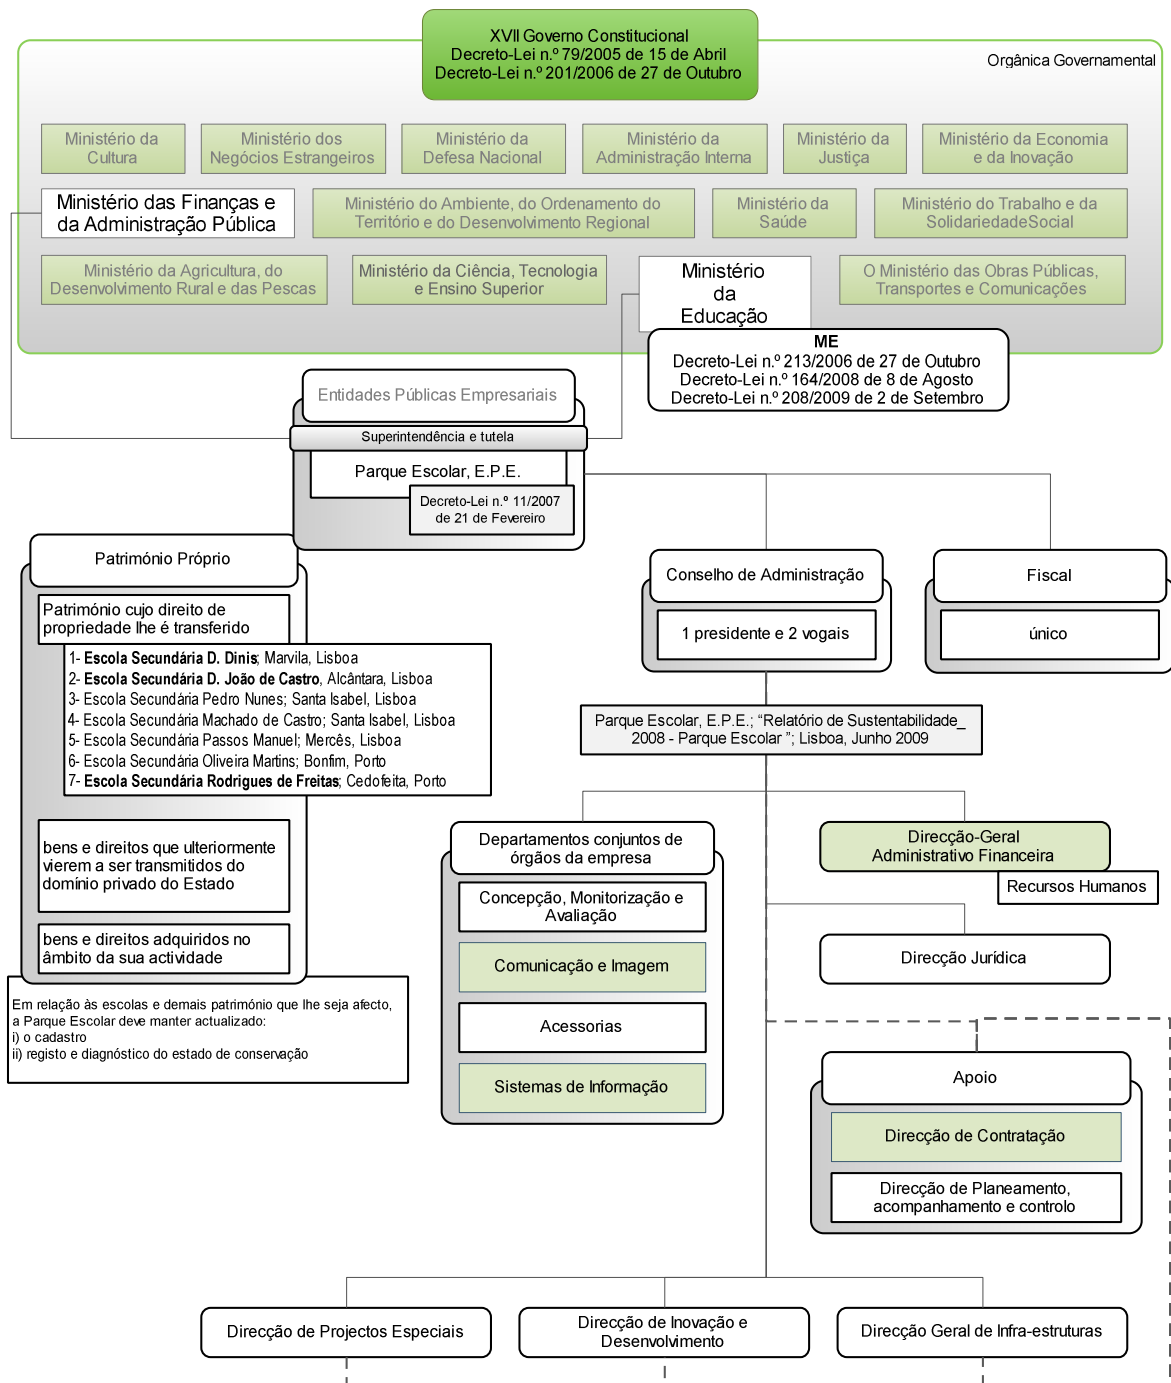 XVII Governo Constitucional
Decreto-Lei n.º 79/2005 de 15 de Abril
Decreto-Lei n.º 201/2006 de 27 de Outubro
Orgânica Governamental
Ministério da
Cultura
Ministério dos
Negócios Estrangeiros
Ministério da
Defesa Nacional
Ministério da
Administração Interna
Ministério da
Justiça
Ministério da Economia
e da Inovação
Ministério das Finanças e
da Administração Pública
Ministério do Ambiente, do Ordenamento do
Território e do Desenvolvimento Regional
Ministério da
Saúde
Ministério do Trabalho e da
SolidariedadeSocial
Ministério da Agricultura, do
Desenvolvimento Rural e das Pescas
Ministério da Ciência, Tecnologia
e Ensino Superior
Ministério
da
Educação
O Ministério das Obras Públicas,
Transportes e Comunicações
ME
Decreto-Lei n.º 213/2006 de 27 de Outubro
Decreto-Lei n.º 164/2008 de 8 de Agosto
Decreto-Lei n.º 208/2009 de 2 de Setembro
Entidades Públicas Empresariais
Superintendência e tutela
Parque Escolar, E.P.E.
Decreto-Lei n.º 11/2007
de 21 de Fevereiro
Património Próprio
Património cujo direito de
propriedade lhe é transferido
1- Escola Secundária D. Dinis; Marvila, Lisboa
2- Escola Secundária D. João de Castro, Alcântara, Lisboa
3- Escola Secundária Pedro Nunes; Santa Isabel, Lisboa
4- Escola Secundária Machado de Castro; Santa Isabel, Lisboa
5- Escola Secundária Passos Manuel; Mercês, Lisboa
6- Escola Secundária Oliveira Martins; Bonfim, Porto
7- Escola Secundária Rodrigues de Freitas; Cedofeita, Porto
bens e direitos que ulteriormente
vierem a ser transmitidos do
domínio privado do Estado
bens e direitos adquiridos no
âmbito da sua actividade
Em relação às escolas e demais património que lhe seja afecto,
a Parque Escolar deve manter actualizado:
i) o cadastro
ii) registo e diagnóstico do estado de conservação
Conselho de Administração
1 presidente e 2 vogais
Fiscal
único
Parque Escolar, E.P.E.; “Relatório de Sustentabilidade_
2008 - Parque Escolar ”; Lisboa, Junho 2009
Departamentos conjuntos de
órgãos da empresa
Concepção, Monitorização e
Avaliação
Comunicação e Imagem
Acessorias
Sistemas de Informação
Direcção-Geral
Administrativo Financeira
Recursos Humanos
Direcção Jurídica
Apoio
Direcção de Contratação
Direcção de Planeamento,
acompanhamento e controlo
Direcção de Projectos Especiais
Direcção de Inovação e
Desenvolvimento
Direcção Geral de Infra-estruturas